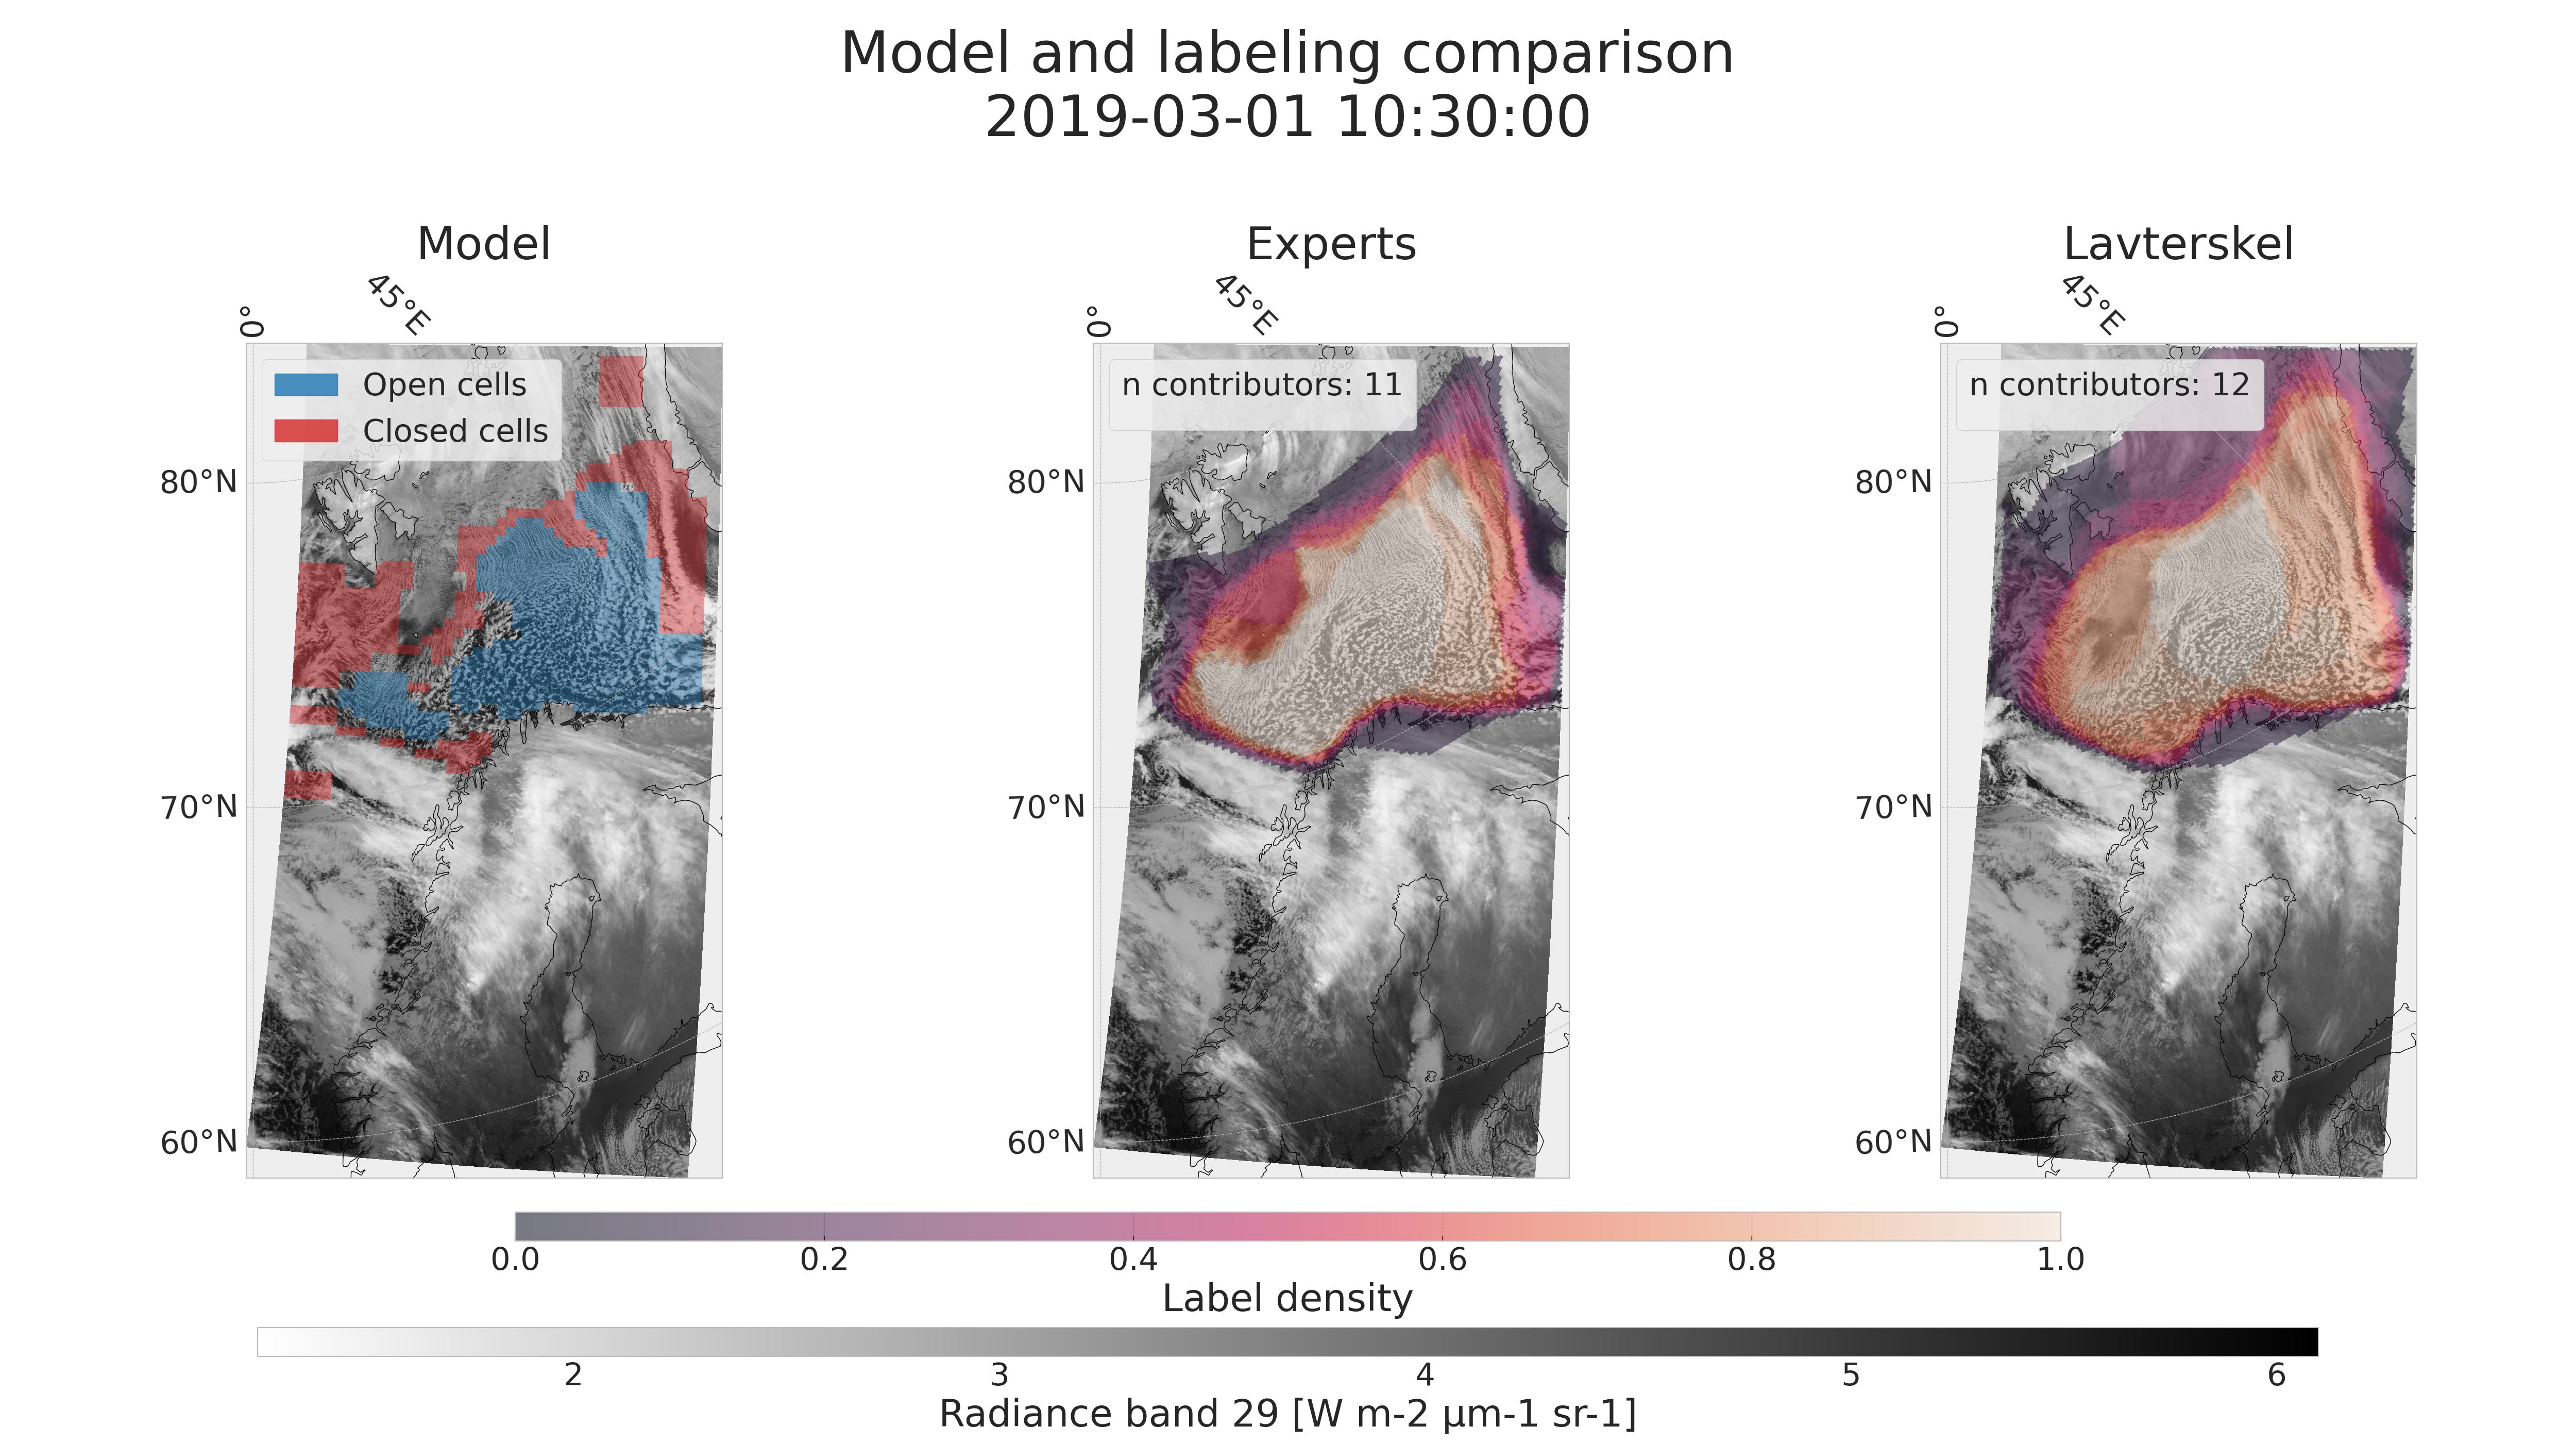 Model and labeling comparison
2019-03-01 10:30:00
Model
Experts
Lavterskel
0°
45°E
0°
45°E
0°
45°E
Open cells
Closed cells
n contributors: 11
n contributors: 12
80°N
70°N
60°N
80°N
70°N
60°N
80°N
70°N
60°N
0.0
0.2
0.4
0.6
0.8
1.0
Label density
2
3
4
5
6
Radiance band 29 [W m-2 µm-1 sr-1]